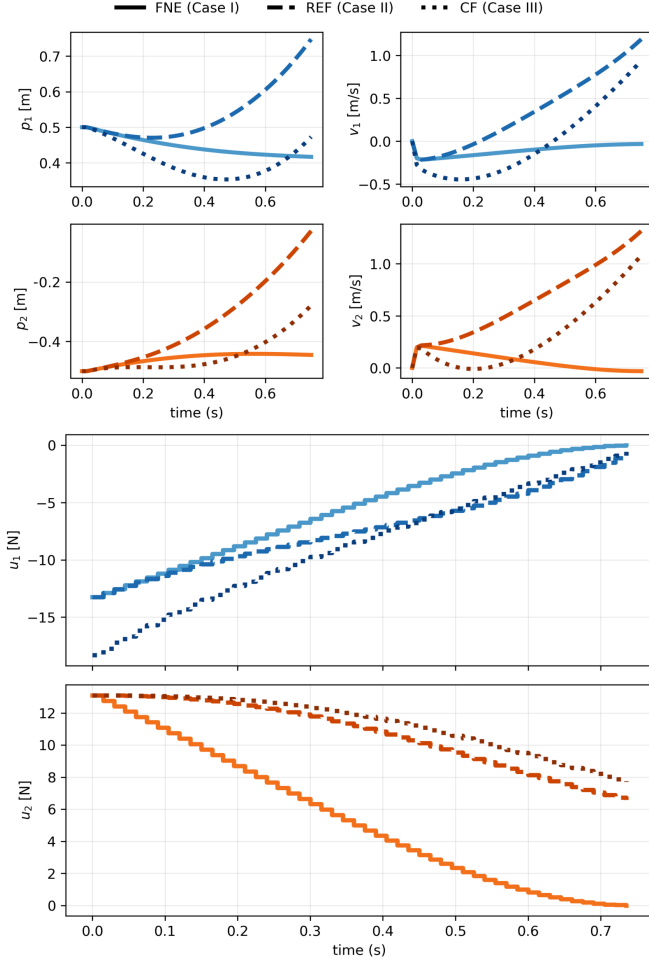 FNE (Case I) REF (Case II) CF (Case III)
p₁ [m]
0.7
0.6
0.5
0.4
0.0 0.2 0.4 0.6
v₁ [m/s]
1.0
0.5
0.0
−0.5
0.0 0.2 0.4 0.6
p₂ [m]
-0.2
−0.4
0.0 0.2 0.4 0.6
time (s)
v₂ [m/s]
1.0
0.5
0.0
0.0 0.2 0.4 0.6
time (s)
u₁ [N]
0
−5
−10
−15
u₂ [N]
12
10
8
6
4
2
0
0.0 0.1 0.2 0.3 0.4 0.5 0.6 0.7
time (s)